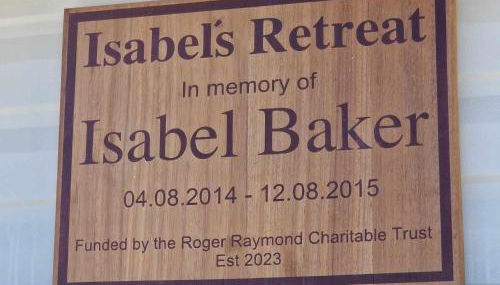 Isabel's Retreat
In memory of
Isabel Baker
04.08.2014 - 12.08.2015
Funded by the Roger Raymond Charitable Trust
Est 2023